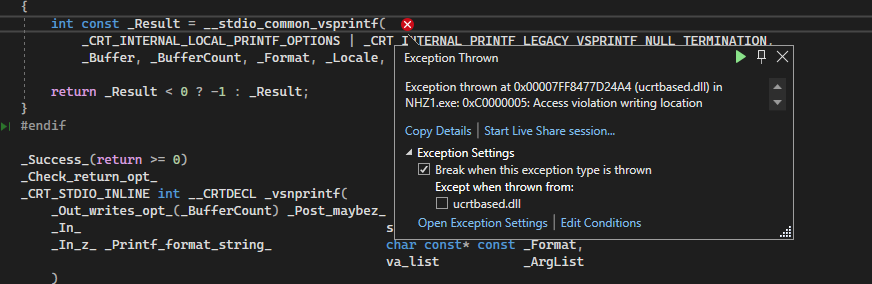 {
int const _Result = __stdio_common_vsprintf(
_CRT_INTERNAL_LOCAL_PRINTF_OPTIONS | _CRT_INTERNAL_PRINTF_LEGACY_VSPRINTF_NULL_TERMINATION,
_Buffer, _BufferCount, _Format, _Locale,
return _Result < 0 ? -1 : _Result;
}
#endif
_Success_(return >= 0)
_Check_return_opt_
_CRT_STDIO_INLINE int __CRTDECL _vsnprintf(
_Out_writes_opt_(_BufferCount) _Post_maybez_
_In_ s
_In_z_ _Printf_format_string_ char const* const _Format,
va_list _ArgList
)
Exception Thrown
Exception thrown at 0x00007FF8477D24A4 (ucrtbased.dll) in
NHZ1.exe: 0xC0000005: Access violation writing location
Copy Details | Start Live Share session...
Exception Settings
Break when this exception type is thrown
Except when thrown from:
ucrtbased.dll
Open Exception Settings | Edit Conditions